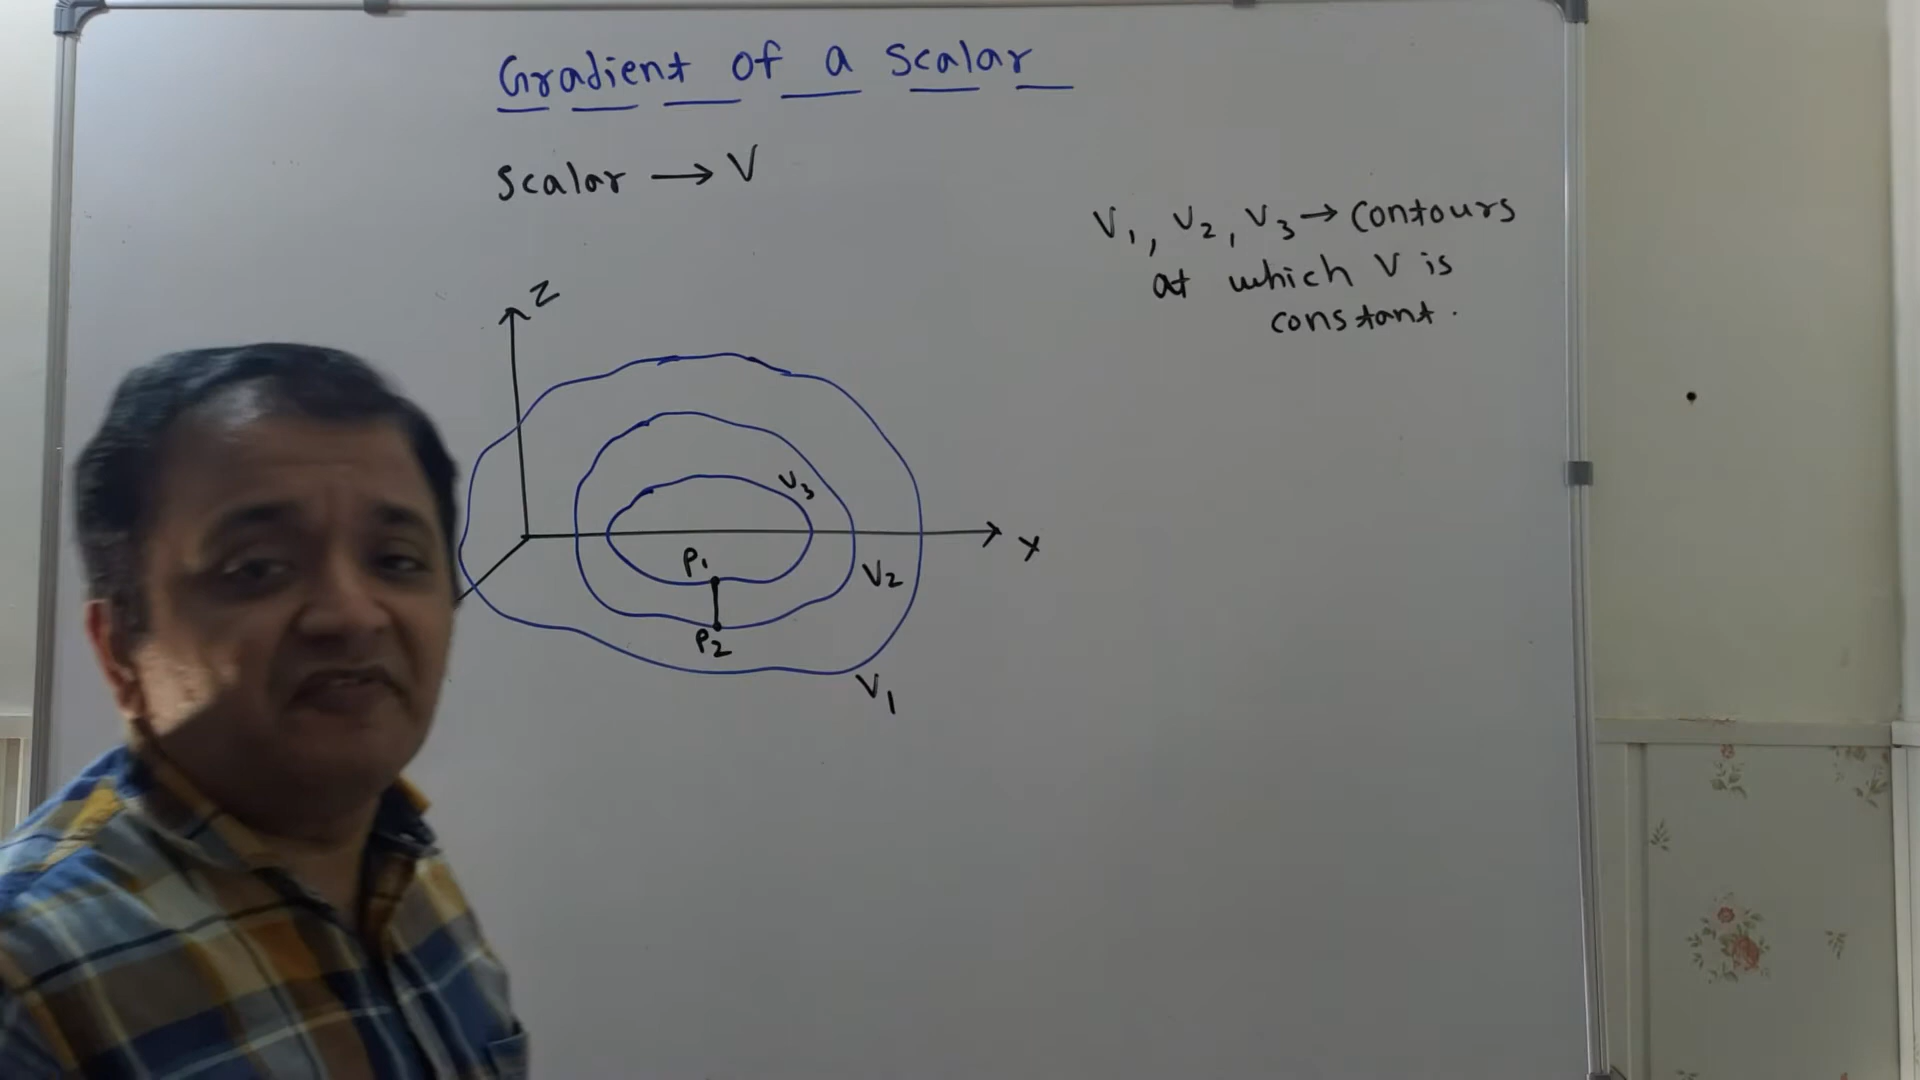 Gradient of a scalar
Scalar → V
V1, V2, V3 → Contours
at which V is
constant.
Z
V3
P1
Y
V2
P2
V1